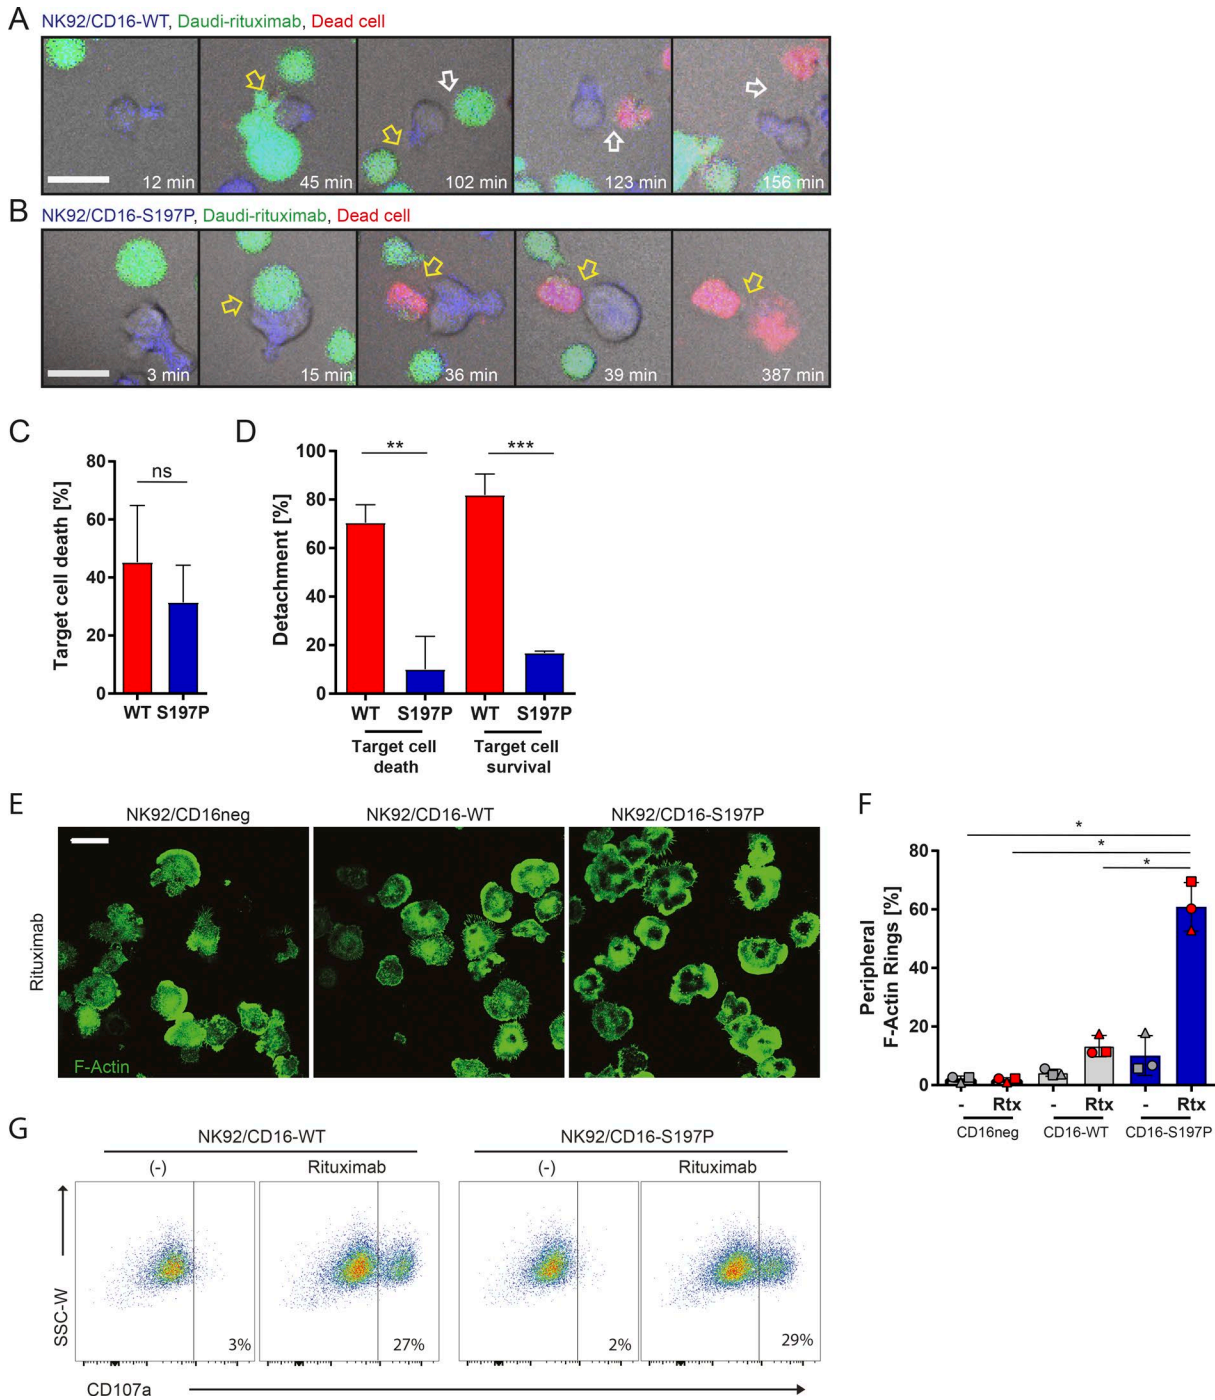 A
NK92/CD16-WT, Daudi-rituximab, Dead cell
12 min
45 min
102 min
123 min
156 min
B
NK92/CD16-S197P, Daudi-rituximab, Dead cell
3 min
15 min
36 min
39 min
387 min
C
Target cell death [%]
80
60
40
20
0
ns
WT S197P
D
Detachment [%]
100
80
60
40
20
0
**
***
WT S197P WT S197P
Target cell
death
Target cell
survival
E
NK92/CD16neg
NK92/CD16-WT
NK92/CD16-S197P
Rituximab
F-Actin
F
Peripheral
F-Actin Rings [%]
80
60
40
20
0
*
*
*
- Rtx - Rtx - Rtx
CD16neg CD16-WT CD16-S197P
G
NK92/CD16-WT
NK92/CD16-S197P
(-)
Rituximab
(-)
Rituximab
SSC-W
3%
27%
2%
29%
CD107a